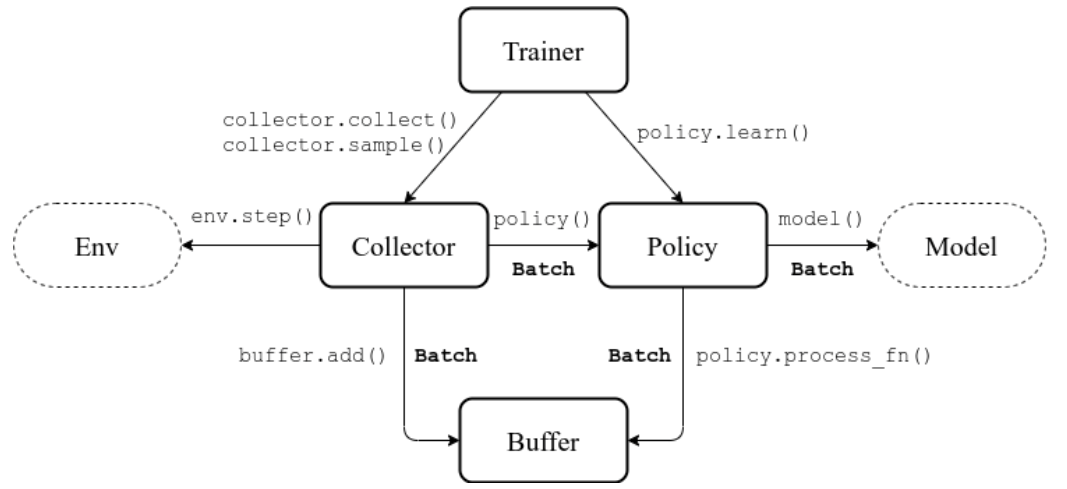 Trainer
collector.collect()
collector.sample()
policy.learn()
env.step()
policy()
model()
Env
Collector
Policy
Model
Batch
Batch
buffer.add()
Batch
Batch
policy.process_fn()
Buffer